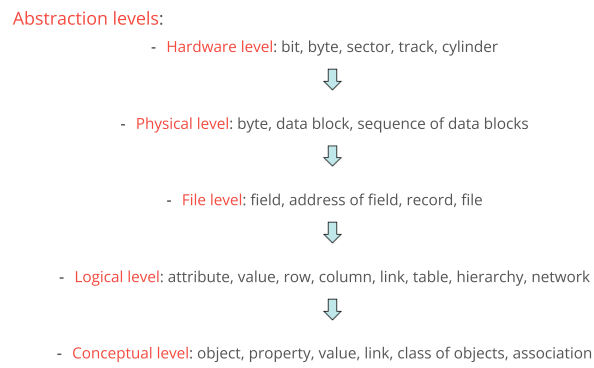 Abstraction levels:
- Hardware level: bit, byte, sector, track, cylinder
- Physical level: byte, data block, sequence of data blocks
- File level: field, address of field, record, file
- Logical level: attribute, value, row, column, link, table, hierarchy, network
- Conceptual level: object, property, value, link, class of objects, association